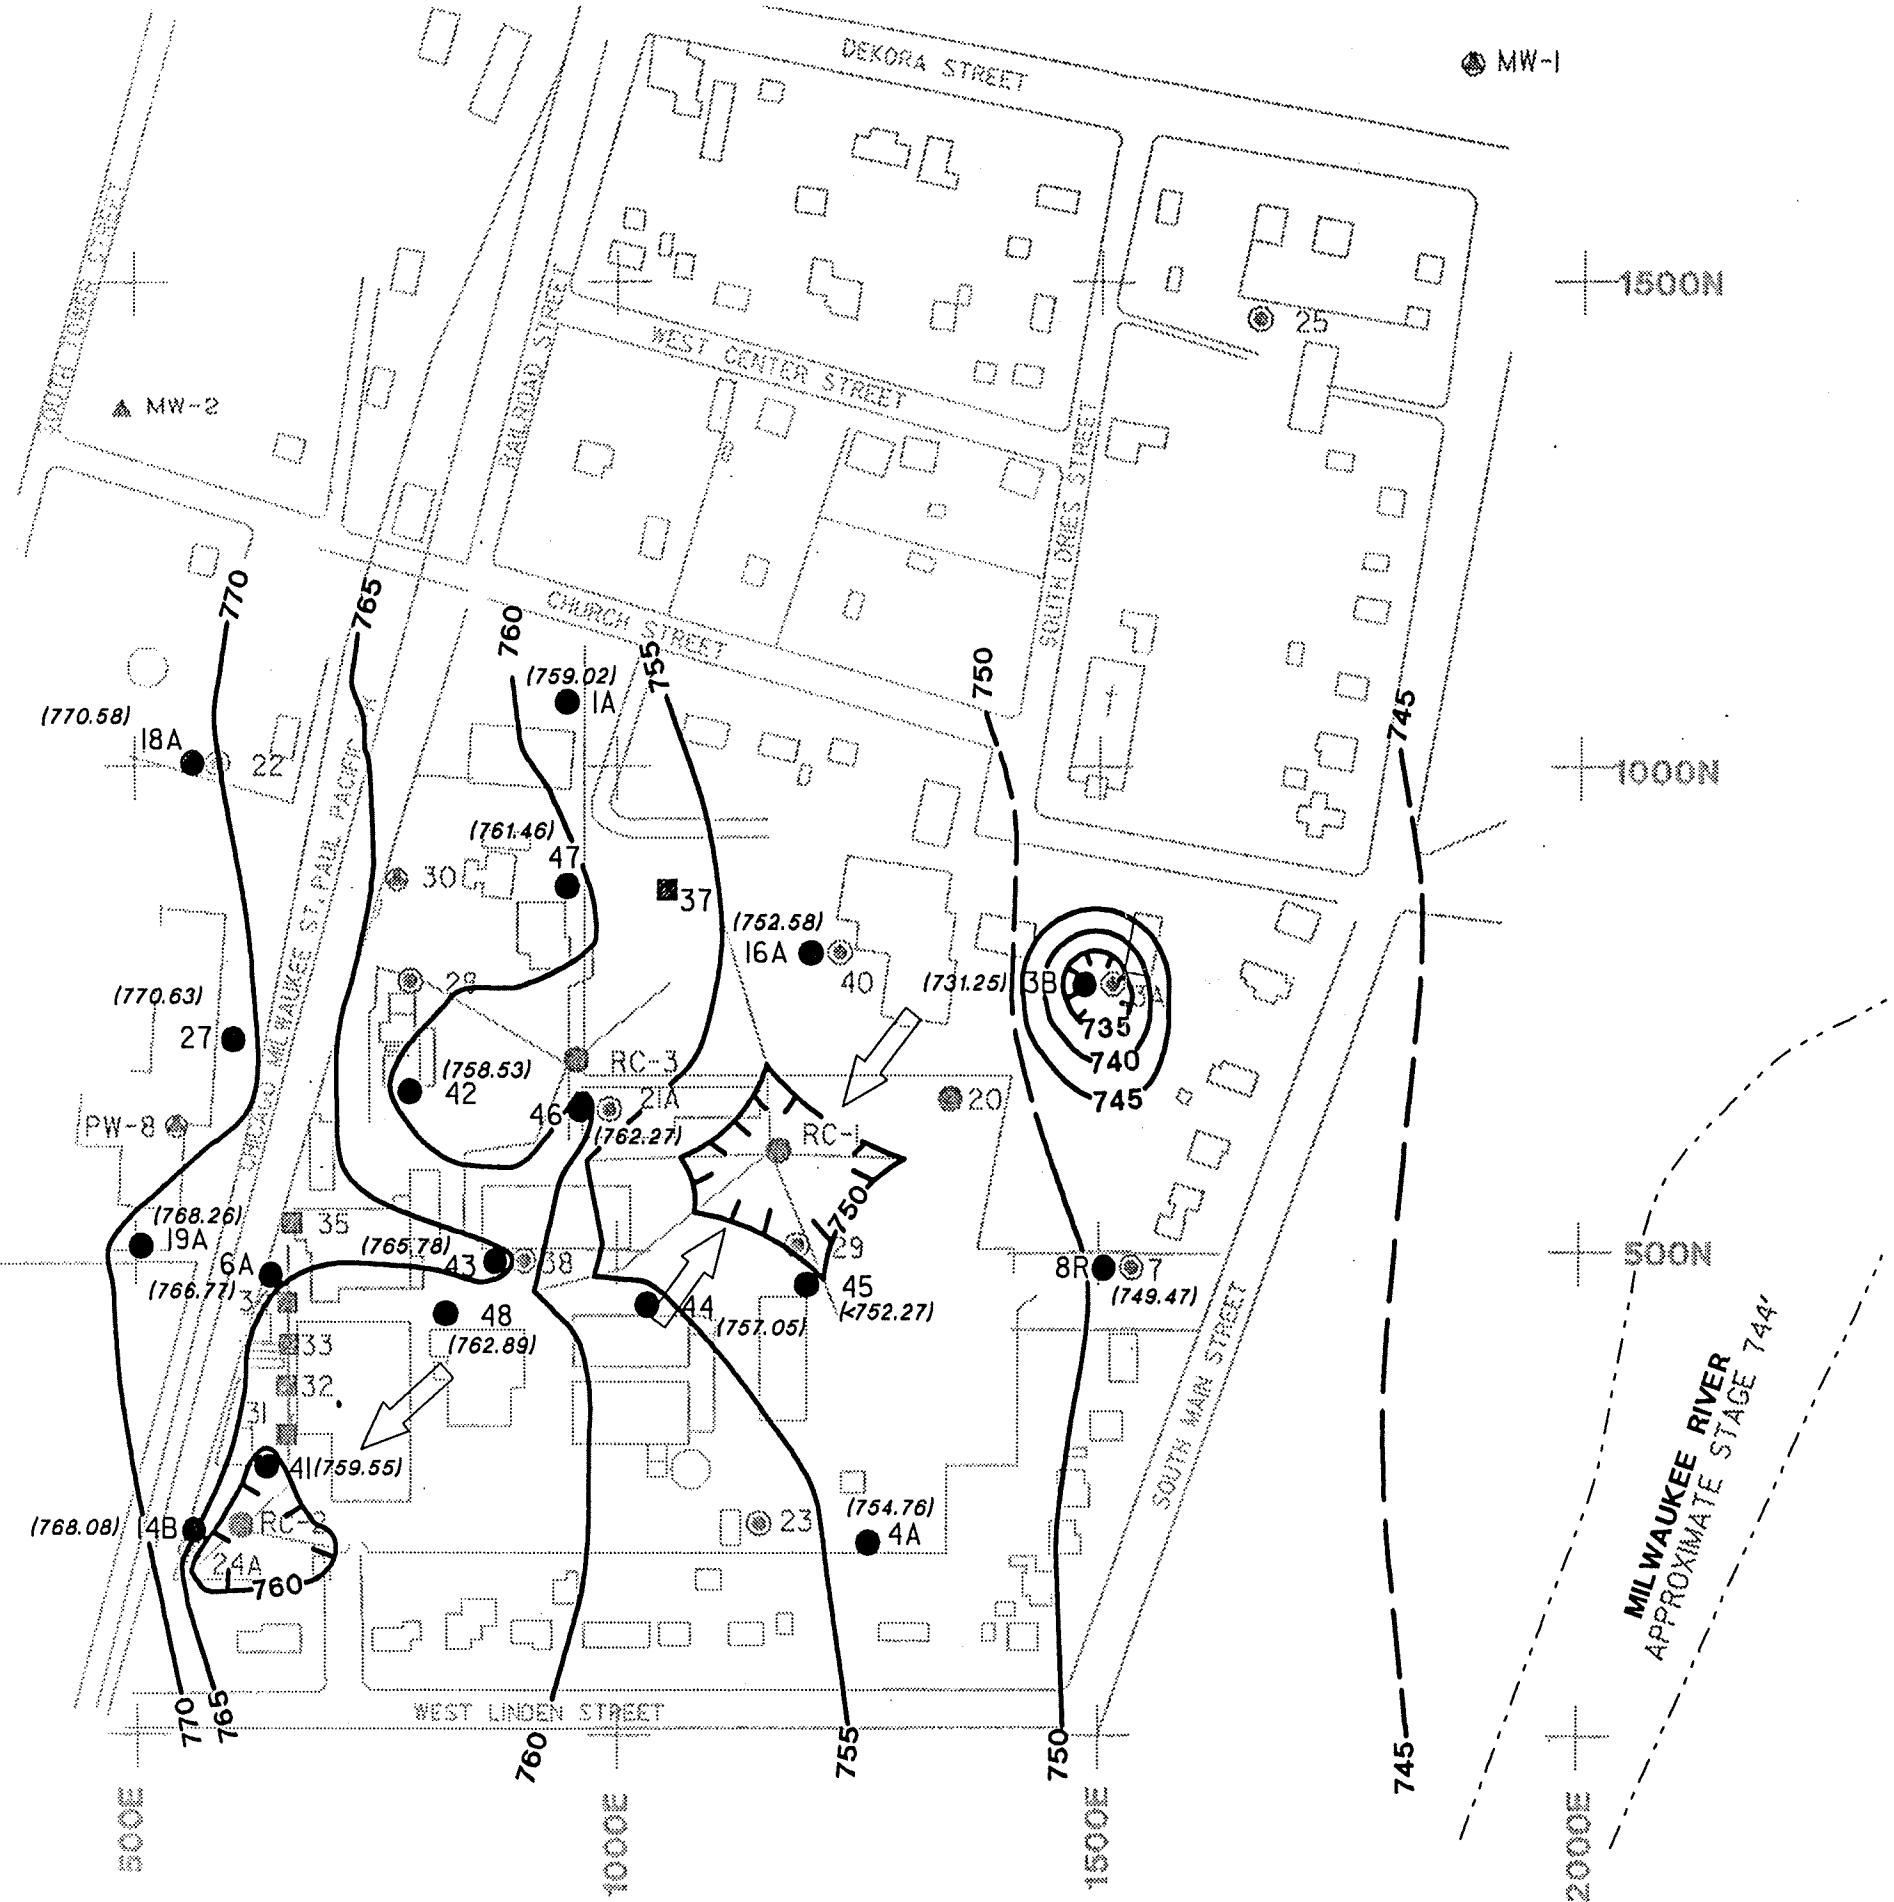 DEKORA STREET
MW-1
1500N
25
WEST CENTER STREET
RAILROAD STREET
SOUTH TOWER STREET
MW-2
SOUTH DRIES STREET
770
765
760
CHURCH STREET
755
750
745
(759.02)
1A
(770.58)
18A
22
1000N
CHICAGO MILWAUKEE ST. PAUL PACIFIC
(761.46)
47
30
37
(752.58)
16A
40
28
(731.25)
3B
3A
735
740
745
(770.63)
27
RC-3
(758.53)
42
46
21A
(762.27)
20
PW-8
RC-1
750
(768.26)
19A
35
(765.78)
43
38
29
500N
6A
(766.77)
45
(<752.27)
8R
7
(749.47)
48
(762.89)
44
(757.05)
33
32
31
SOUTH MAIN STREET
MILWAUKEE RIVER
APPROXIMATE STAGE 744'
41
(759.55)
(768.08)
14B
RC-2
24A
760
23
(754.76)
4A
WEST LINDEN STREET
770
765
760
755
750
745
500E
1000E
1500E
2000E